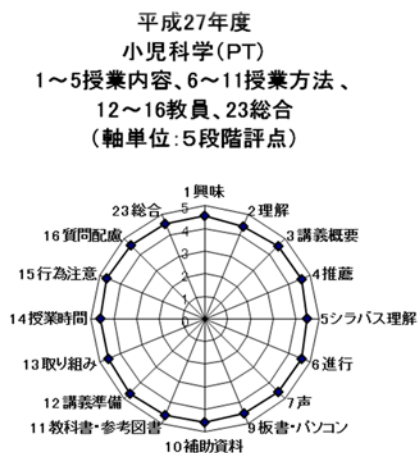 平成27年度
小児科学(PT)
1～5授業内容、6～11授業方法、
12～16教員、23総合
(軸単位:5段階評点)
1興味
2理解
3講義概要
4推薦
5シラバス理解
6進行
7声
9板書・パソコン
10補助資料
11教科書・参考図書
12講義準備
13取り組み
14授業時間
15行為注意
16質問配慮
23総合
5
4
3
2
1
0